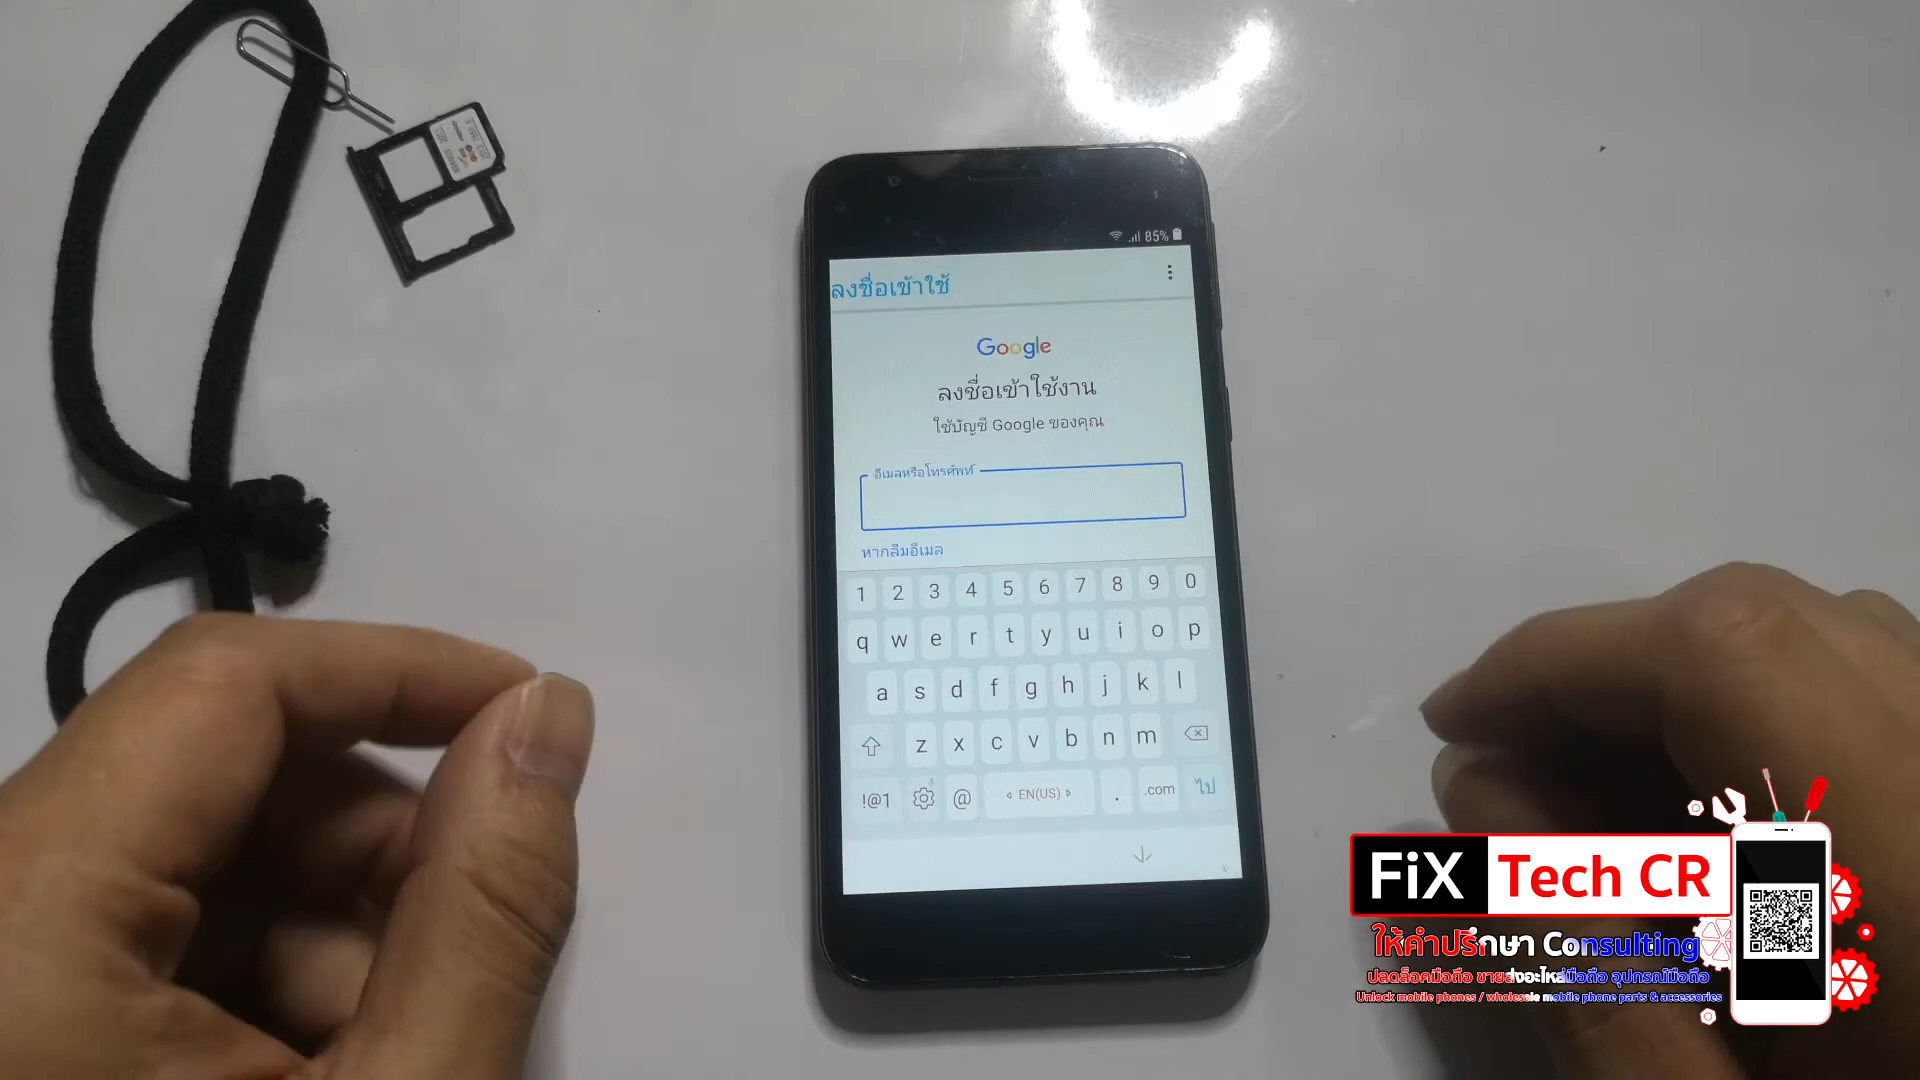 85%
ลงชื่อเข้าใช้
Google
ลงชื่อเข้าใช้งาน
ใช้บัญชี Google ของคุณ
อีเมลหรือโทรศัพท์
หากลืมอีเมล
1 2 3 4 5 6 7 8 9 0
q w e r t y u i o p
a s d f g h j k l
z x c v b n m
!@1 @ EN(US) . .com ไป
FiX Tech CR
ให้คำปรึกษา Consulting
ปลดล็อคมือถือ ขายส่งอะไหล่มือถือ อุปกรณ์มือถือ
Unlock mobile phones / wholesale mobile phone parts & accessories